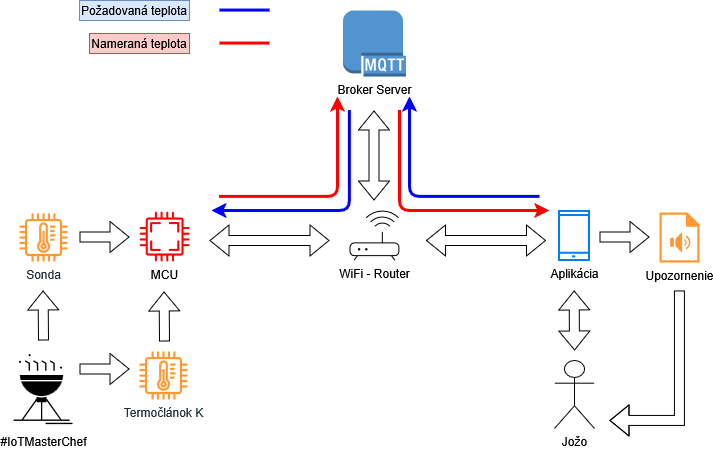 Požadovaná teplota
Nameraná teplota
MQTT
Broker Server
Sonda
MCU
WiFi - Router
Aplikácia
Upozornenie
#IoTMasterChef
Termočlánok K
Jožo